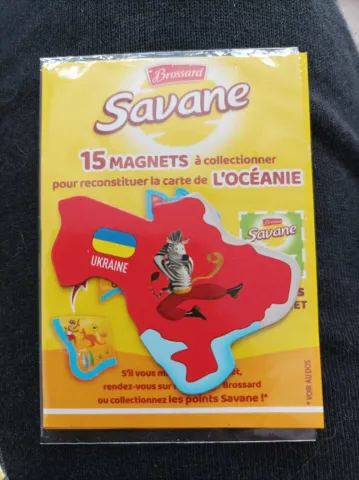 Brossard
Savane
15 MAGNETS à collectionner
pour reconstituer la carte de L'OCÉANIE
Brossard
Savane
UKRAINE
ET
S'il vous
rendez-vous sur Brossard
ou collectionnez les points Savane !*
* VOIR AU DOS